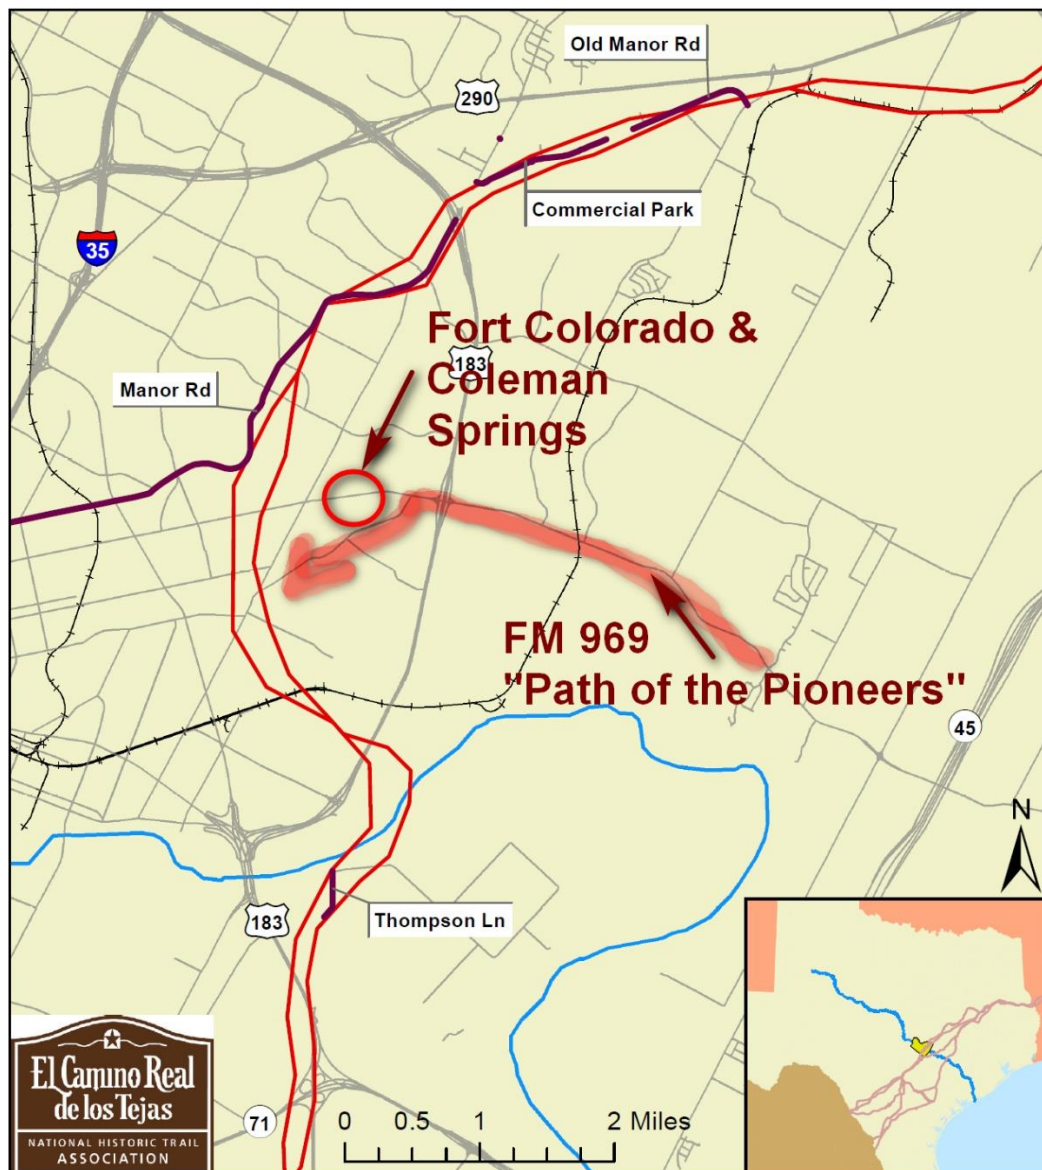 Old Manor Rd
290
Commercial Park
35
Fort Colorado &
Coleman
Springs
183
Manor Rd
FM 969
"Path of the Pioneers"
45
N
183
Thompson Ln
El Camino Real
de los Tejas
NATIONAL HISTORIC TRAIL
ASSOCIATION
71
0 0.5 1 2 Miles